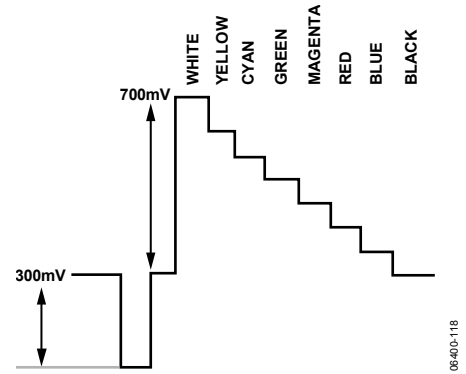 WHITE
YELLOW
CYAN
GREEN
MAGENTA
RED
BLUE
BLACK
700mV
300mV
06400-118